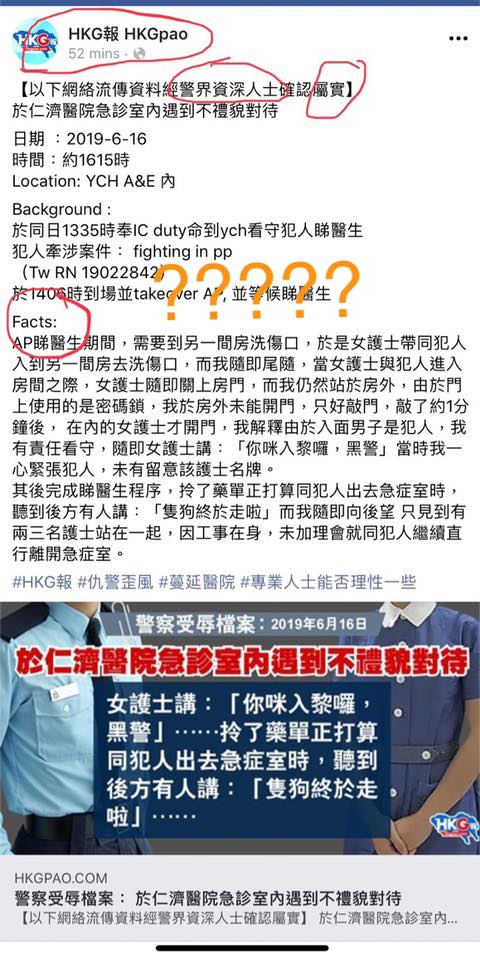 HKG報 HKGpao
52 mins ·
【以下網絡流傳資料經警界資深人士確認屬實】
於仁濟醫院急診室內遇到不禮貌對待
日期 ：2019-6-16
時間：約1615時
Location: YCH A&E 內
Background :
於同日1335時奉IC duty命到ych看守犯人睇醫生
犯人牽涉案件： fighting in pp
（Tw RN 19022842）
?????
於1406時到場並takeover AP, 並等候睇醫生
Facts:
AP睇醫生期間，需要到另一間房洗傷口，於是女護士帶同犯人
入到另一間房去洗傷口，而我隨即尾隨，當女護士與犯人進入
房間之際，女護士隨即關上房門，而我仍然站於房外，由於門
上使用的是密碼鎖，我於房外未能開門，只好敲門，敲了約1分
鐘後， 在內的女護士才開門，我解釋由於入面男子是犯人，我
有責任看守，隨即女護士講：「你咪入黎囉，黑警」當時我一
心緊張犯人，未有留意該護士名牌。
其後完成睇醫生程序，拎了藥單正打算同犯人出去急症室時，
聽到後方有人講：「隻狗終於走啦」而我隨即向後望 只見到有
兩三名護士站在一起，因工事在身，未加理會就同犯人繼續直
行離開急症室。
#HKG報 #仇警歪風 #蔓延醫院 #專業人士能否理性一些
警察受辱檔案：2019年6月16日
於仁濟醫院急診室內遇到不禮貌對待
女護士講：「你咪入黎囉，
黑警」……拎了藥單正打算
同犯人出去急症室時，聽到
後方有人講：「隻狗終於走
啦」……
HKG報
HKGPAO.COM
警察受辱檔案： 於仁濟醫院急診室內遇到不禮貌對待
【以下網絡流傳資料經警界資深人士確認屬實】 於仁濟醫院急診室內…